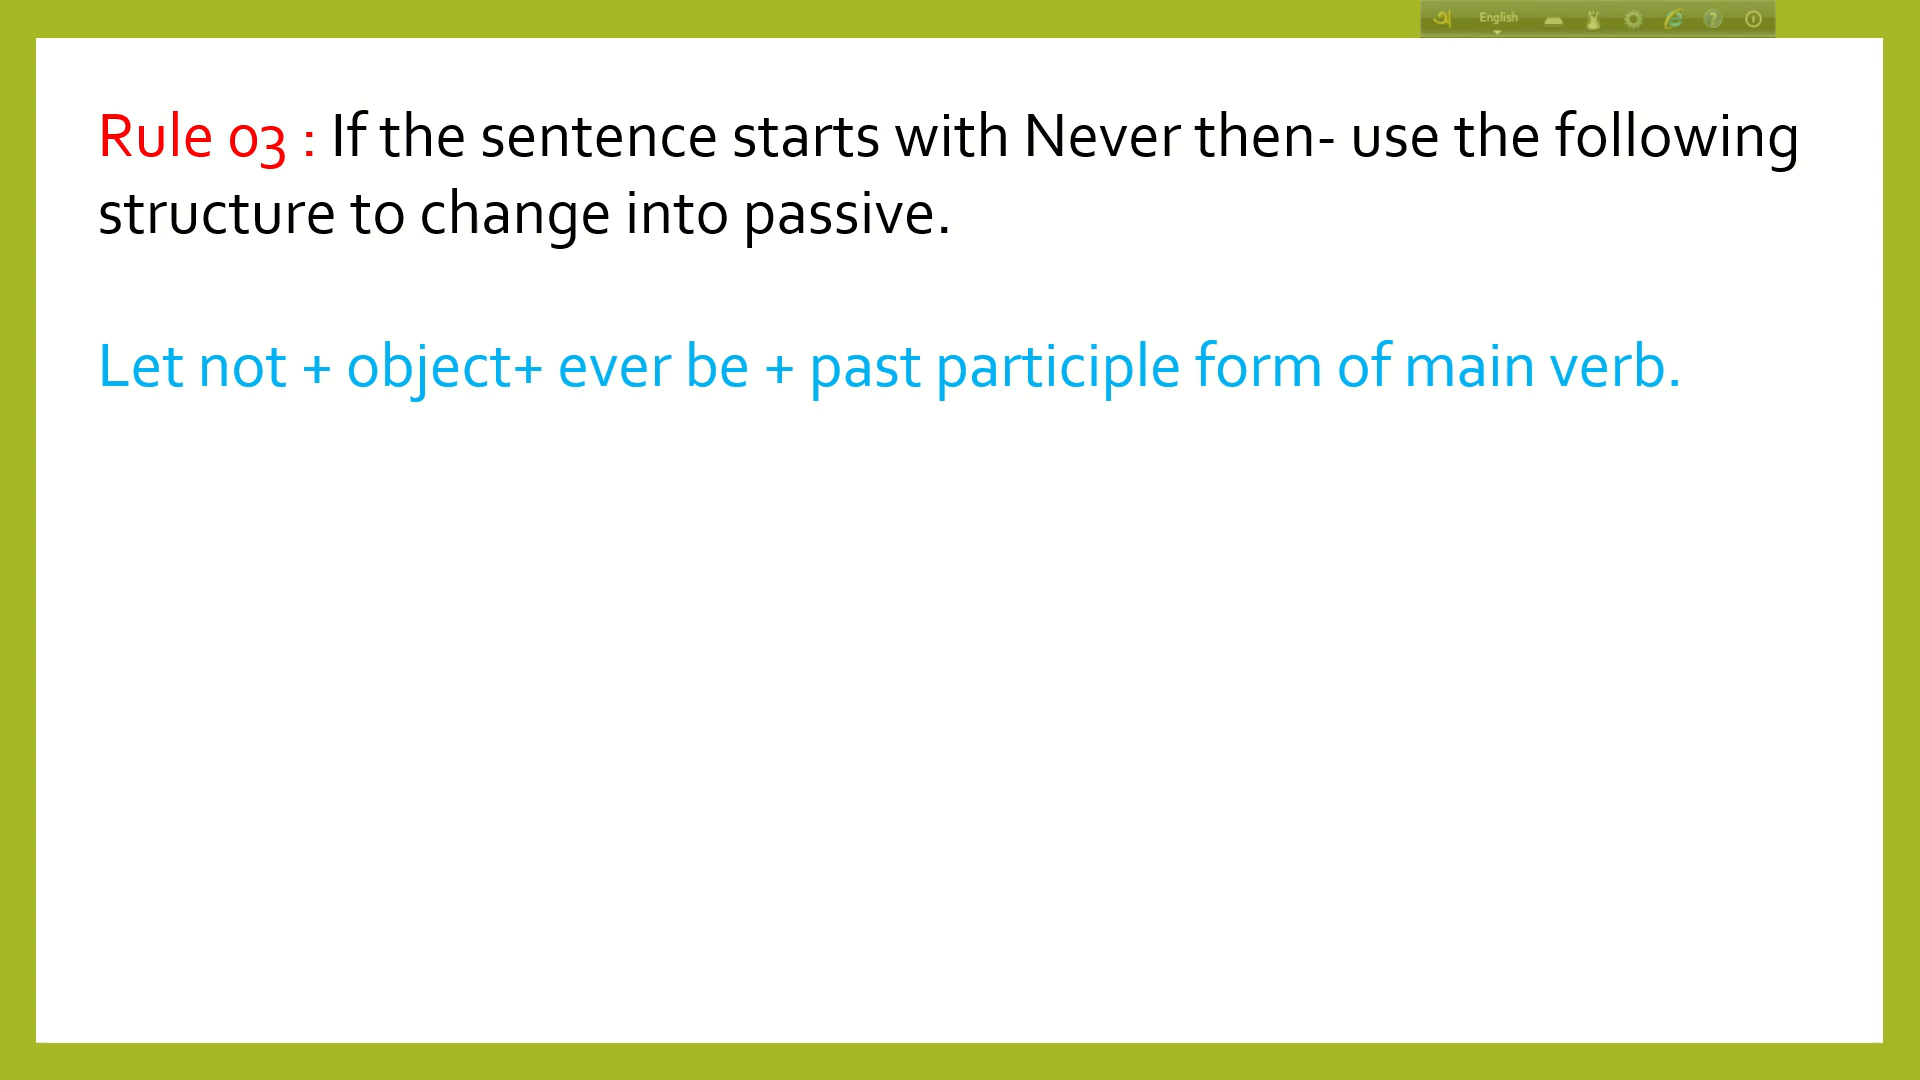 অ English
Rule 03 : If the sentence starts with Never then- use the following
structure to change into passive.
Let not + object+ ever be + past participle form of main verb.